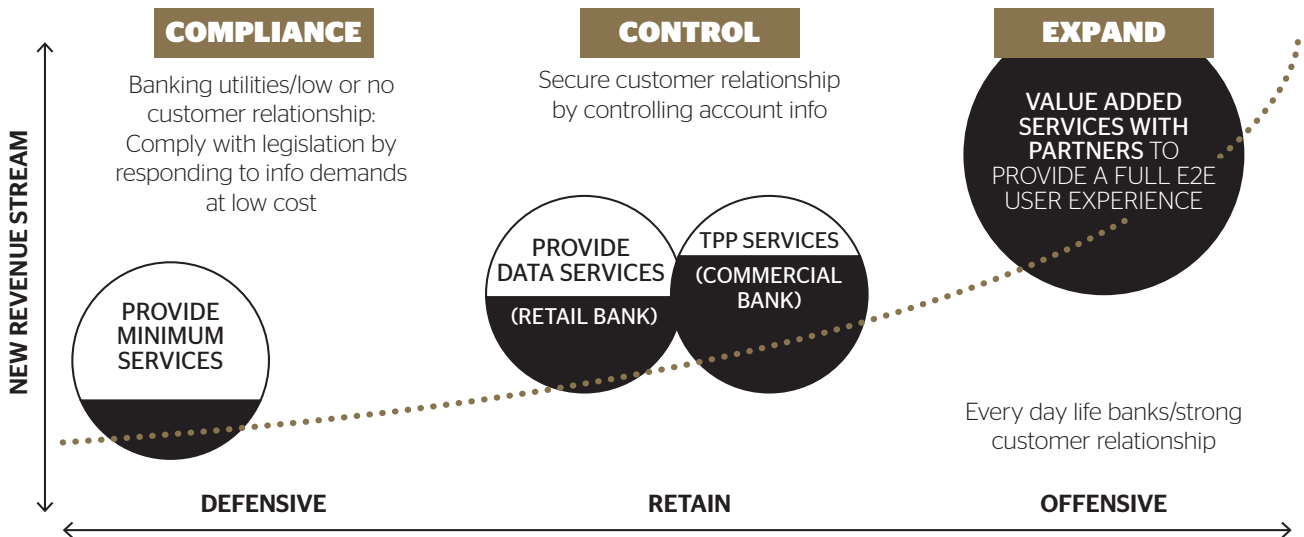 COMPLIANCE
Banking utilities/low or no
customer relationship:
Comply with legislation by
responding to info demands
at low cost
PROVIDE
MINIMUM
SERVICES
CONTROL
Secure customer relationship
by controlling account info
PROVIDE
DATA SERVICES
(RETAIL BANK)
TPP SERVICES
(COMMERCIAL
BANK)
EXPAND
VALUE ADDED
SERVICES WITH
PARTNERS TO
PROVIDE A FULL E2E
USER EXPERIENCE
Every day life banks/strong
customer relationship
NEW REVENUE STREAM
DEFENSIVE
RETAIN
OFFENSIVE